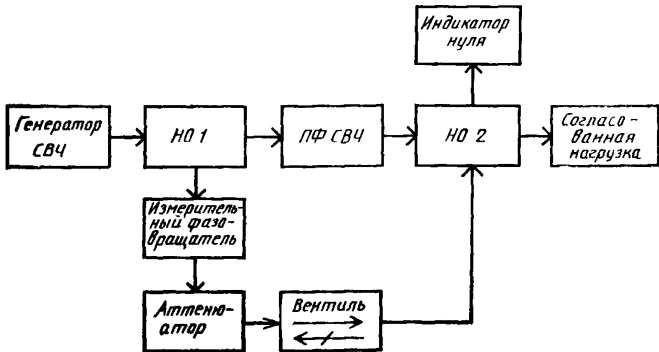 Индикатор
нуля
Генератор
СВЧ
НО 1
ПФ СВЧ
НО 2
Согласо-
ванная
нагрузка
Измеритель-
ный фазо-
вращатель
Аттеню-
атор
Вентиль